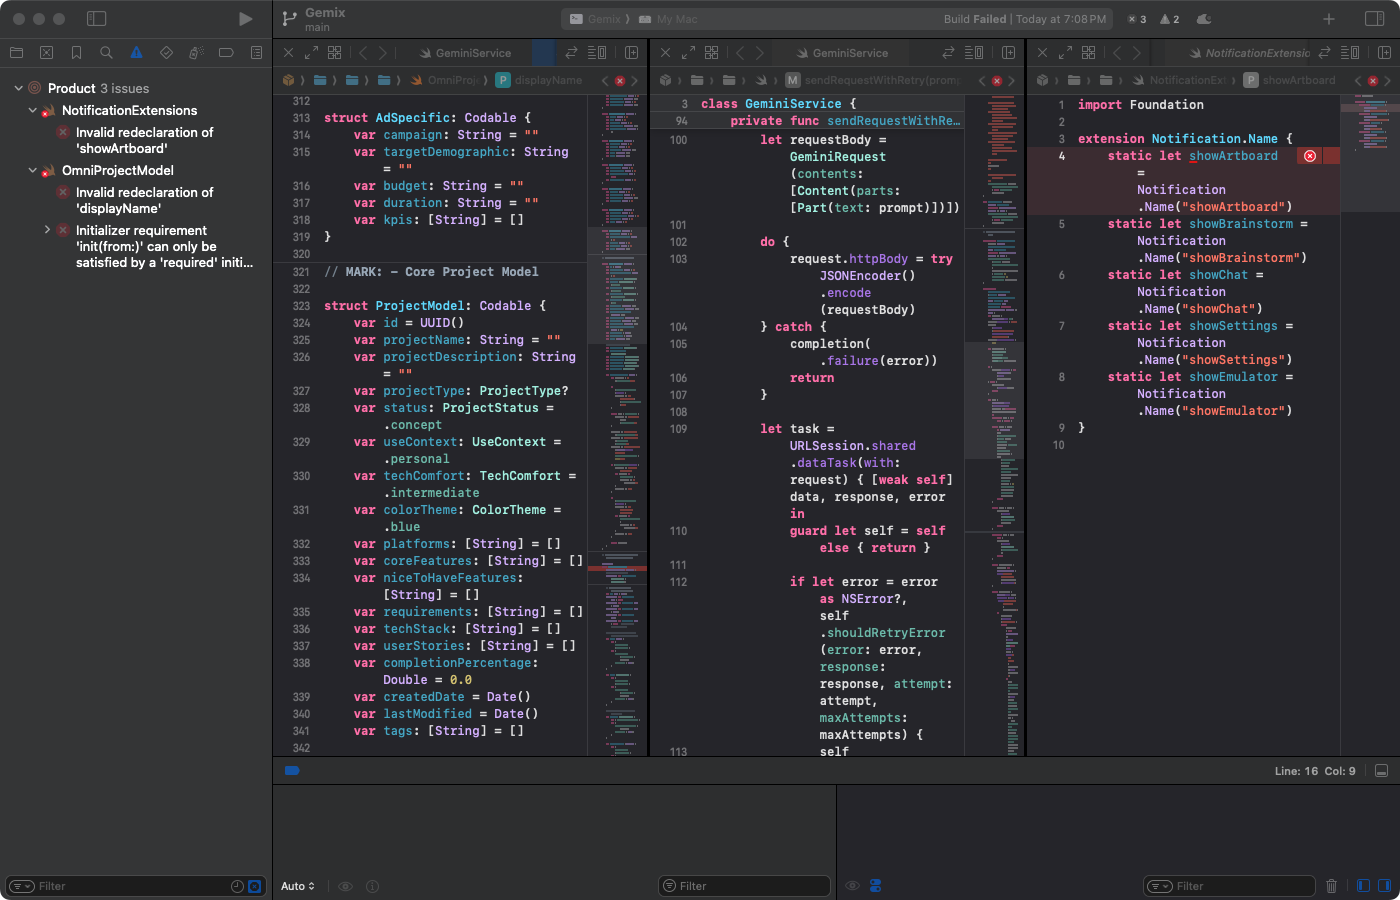 Gemix
main
Gemix
My Mac
Build Failed | Today at 7:08 PM
3
2
Product 3 issues
NotificationExtensions
Invalid redeclaration of
'showArtboard'
OmniProjectModel
Invalid redeclaration of
'displayName'
Initializer requirement
'init(from:)' can only be
satisfied by a 'required' initi...
Filter
GeminiService
OmniProj
P displayName
312
313 struct AdSpecific: Codable {
314 var campaign: String = ""
315 var targetDemographic: String
= ""
316 var budget: String = ""
317 var duration: String = ""
318 var kpis: [String] = []
319 }
320
321 // MARK: - Core Project Model
322
323 struct ProjectModel: Codable {
324 var id = UUID()
325 var projectName: String = ""
326 var projectDescription: String
= ""
327 var projectType: ProjectType?
328 var status: ProjectStatus =
.concept
329 var useContext: UseContext =
.personal
330 var techComfort: TechComfort =
.intermediate
331 var colorTheme: ColorTheme =
.blue
332 var platforms: [String] = []
333 var coreFeatures: [String] = []
334 var niceToHaveFeatures:
[String] = []
335 var requirements: [String] = []
336 var techStack: [String] = []
337 var userStories: [String] = []
338 var completionPercentage:
Double = 0.0
339 var createdDate = Date()
340 var lastModified = Date()
341 var tags: [String] = []
342
GeminiService
M sendRequestWithRetry(prom
3 class GeminiService {
94 private func sendRequestWithRe...
100 let requestBody =
GeminiRequest
(contents:
[Content(parts:
[Part(text: prompt)])])
101
102 do {
103 request.httpBody = try
JSONEncoder()
.encode
(requestBody)
104 } catch {
105 completion(
.failure(error))
106 return
107 }
108
109 let task =
URLSession.shared
.dataTask(with:
request) { [weak self]
data, response, error
in
110 guard let self = self
else { return }
111
112 if let error = error
as NSError?,
self
.shouldRetryError
(error: error,
response:
response, attempt:
attempt,
maxAttempts:
maxAttempts) {
113 self
NotificationExtensio
NotificationEx
P showArtboard
1 import Foundation
2
3 extension Notification.Name {
4 static let showArtboard
=
Notification
.Name("showArtboard")
5 static let showBrainstorm =
Notification
.Name("showBrainstorm")
6 static let showChat =
Notification
.Name("showChat")
7 static let showSettings =
Notification
.Name("showSettings")
8 static let showEmulator =
Notification
.Name("showEmulator")
9 }
10
Line: 16 Col: 9
Auto
Filter
Filter